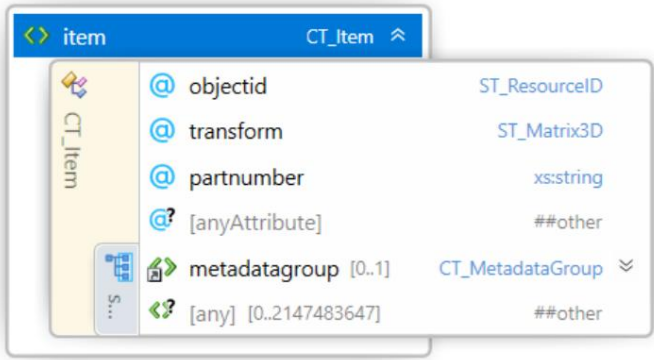 item CT_Item
CT_Item
@ objectid ST_ResourceID
@ transform ST_Matrix3D
@ partnumber xs:string
@? [anyAttribute] ##other
S...
metadatagroup [0..1] CT_MetadataGroup
[any] [0..2147483647] ##other